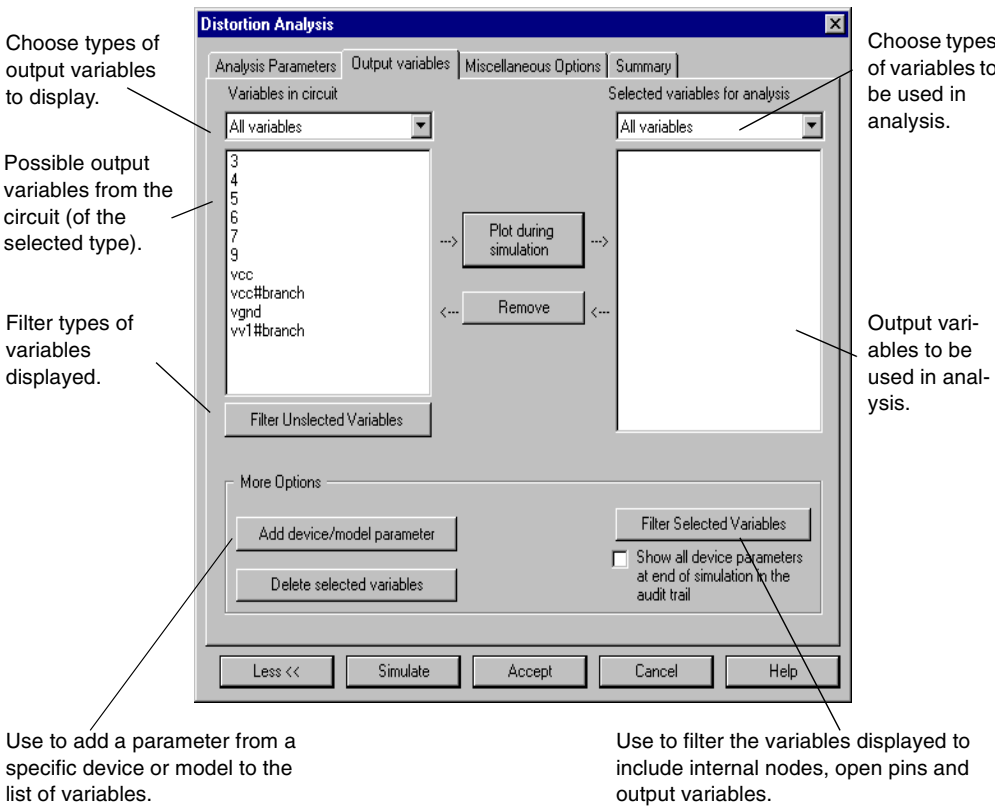 Distortion Analysis
Choose types of
output variables
to display.
Choose types
of variables to
be used in
analysis.
Analysis Parameters
Output variables
Miscellaneous Options
Summary
Variables in circuit
Selected variables for analysis
All variables
All variables
Possible output
variables from the
circuit (of the
selected type).
3
4
5
6
7
9
vcc
vcc#branch
vgnd
vv1#branch
--->
Plot during
simulation
--->
<---
Remove
<---
Filter types of
variables
displayed.
Output vari-
ables to be
used in anal-
ysis.
Filter Unslected Variables
More Options
Add device/model parameter
Delete selected variables
Filter Selected Variables
Show all device parameters
at end of simulation in the
audit trail
Less <<
Simulate
Accept
Cancel
Help
Use to add a parameter from a
specific device or model to the
list of variables.
Use to filter the variables displayed to
include internal nodes, open pins and
output variables.